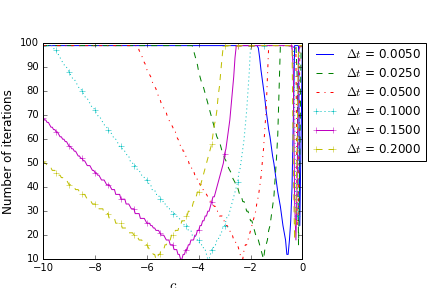 Number of iterations
100
90
80
70
60
50
40
30
20
10
−10
−8
−6
−4
−2
0
c
Δt = 0.0050
Δt = 0.0250
Δt = 0.0500
Δt = 0.1000
Δt = 0.1500
Δt = 0.2000